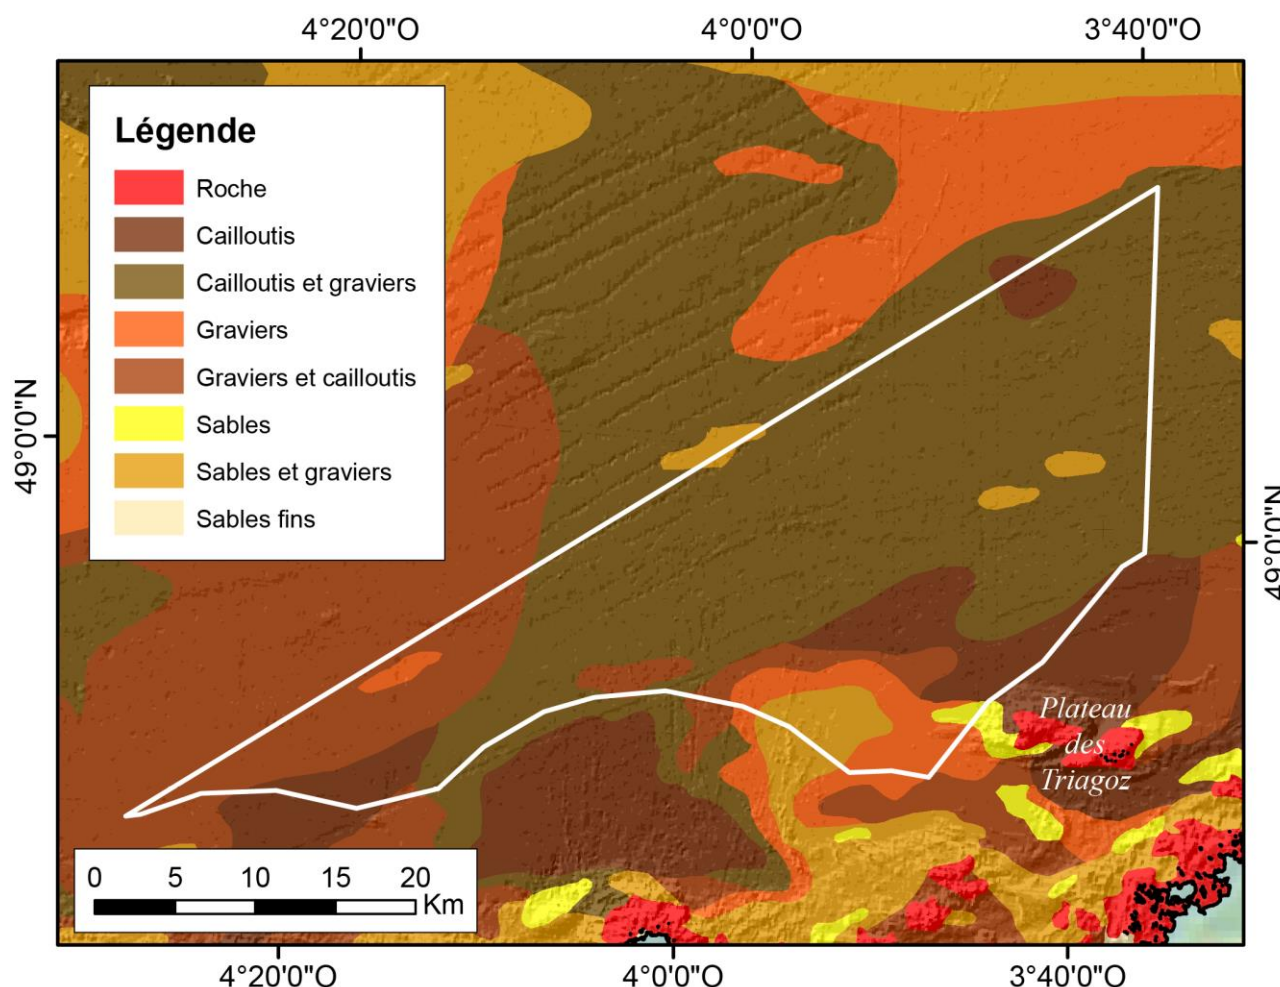 4°20'0"O
4°0'0"O
3°40'0"O
Légende
Roche
Cailloutis
Cailloutis et graviers
Graviers
Graviers et cailloutis
Sables
Sables et graviers
Sables fins
49°0'0"N
49°0'0"N
Plateau
des
Triagoz
0 5 10 15 20
Km
4°20'0"O
4°0'0"O
3°40'0"O